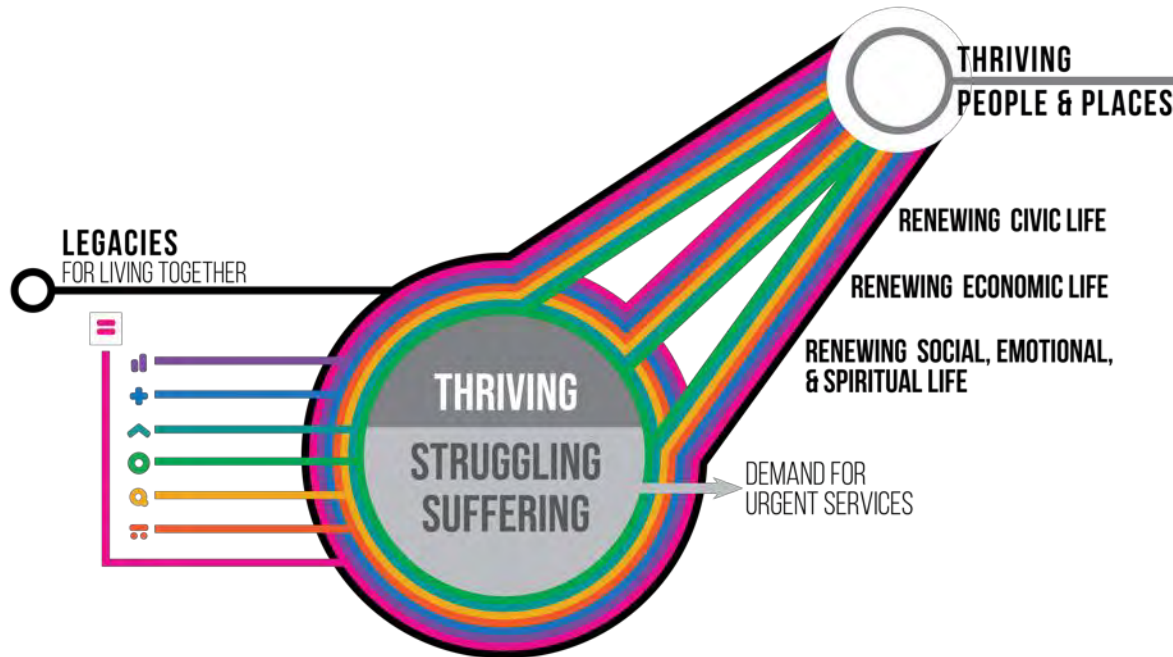 THRIVING
PEOPLE & PLACES
RENEWING CIVIC LIFE
LEGACIES
FOR LIVING TOGETHER
RENEWING ECONOMIC LIFE
RENEWING SOCIAL, EMOTIONAL,
& SPIRITUAL LIFE
THRIVING
STRUGGLING
SUFFERING
DEMAND FOR
URGENT SERVICES